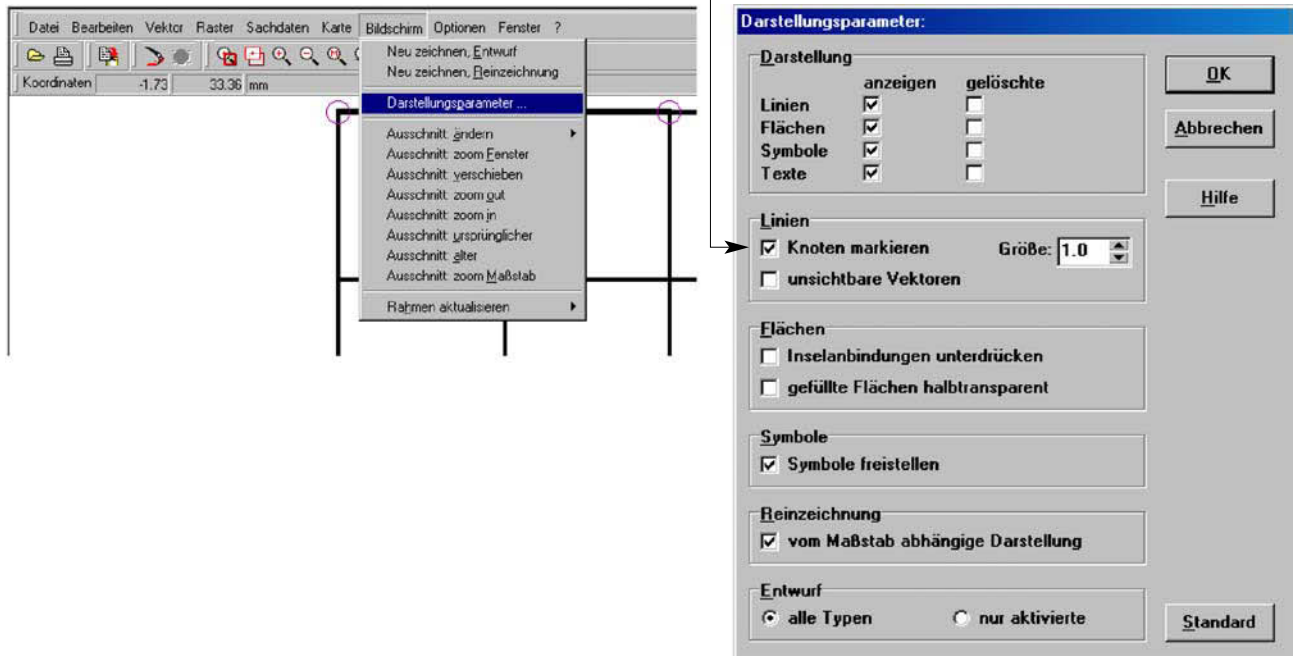 Datei Bearbeiten Vektor Raster Sachdaten Karte Bildschirm Optionen Fenster ?
Koordinaten -1.73 33.36 mm
Neu zeichnen, Entwurf
Neu zeichnen, Reinzeichnung
Darstellungsparameter ...
Ausschnitt: ändern
Ausschnitt: zoom Fenster
Ausschnitt: verschieben
Ausschnitt: zoom out
Ausschnitt: zoom in
Ausschnitt: ursprünglicher
Ausschnitt: alter
Ausschnitt: zoom Maßstab
Rahmen aktualisieren
Darstellungsparameter:
Darstellung
anzeigen gelöschte
Linien
Flächen
Symbole
Texte
OK
Abbrechen
Hilfe
Linien
Knoten markieren Größe: 1.0
unsichtbare Vektoren
Flächen
Inselanbindungen unterdrücken
gefüllte Flächen halbtransparent
Symbole
Symbole freistellen
Reinzeichnung
vom Maßstab abhängige Darstellung
Entwurf
alle Typen nur aktivierte
Standard